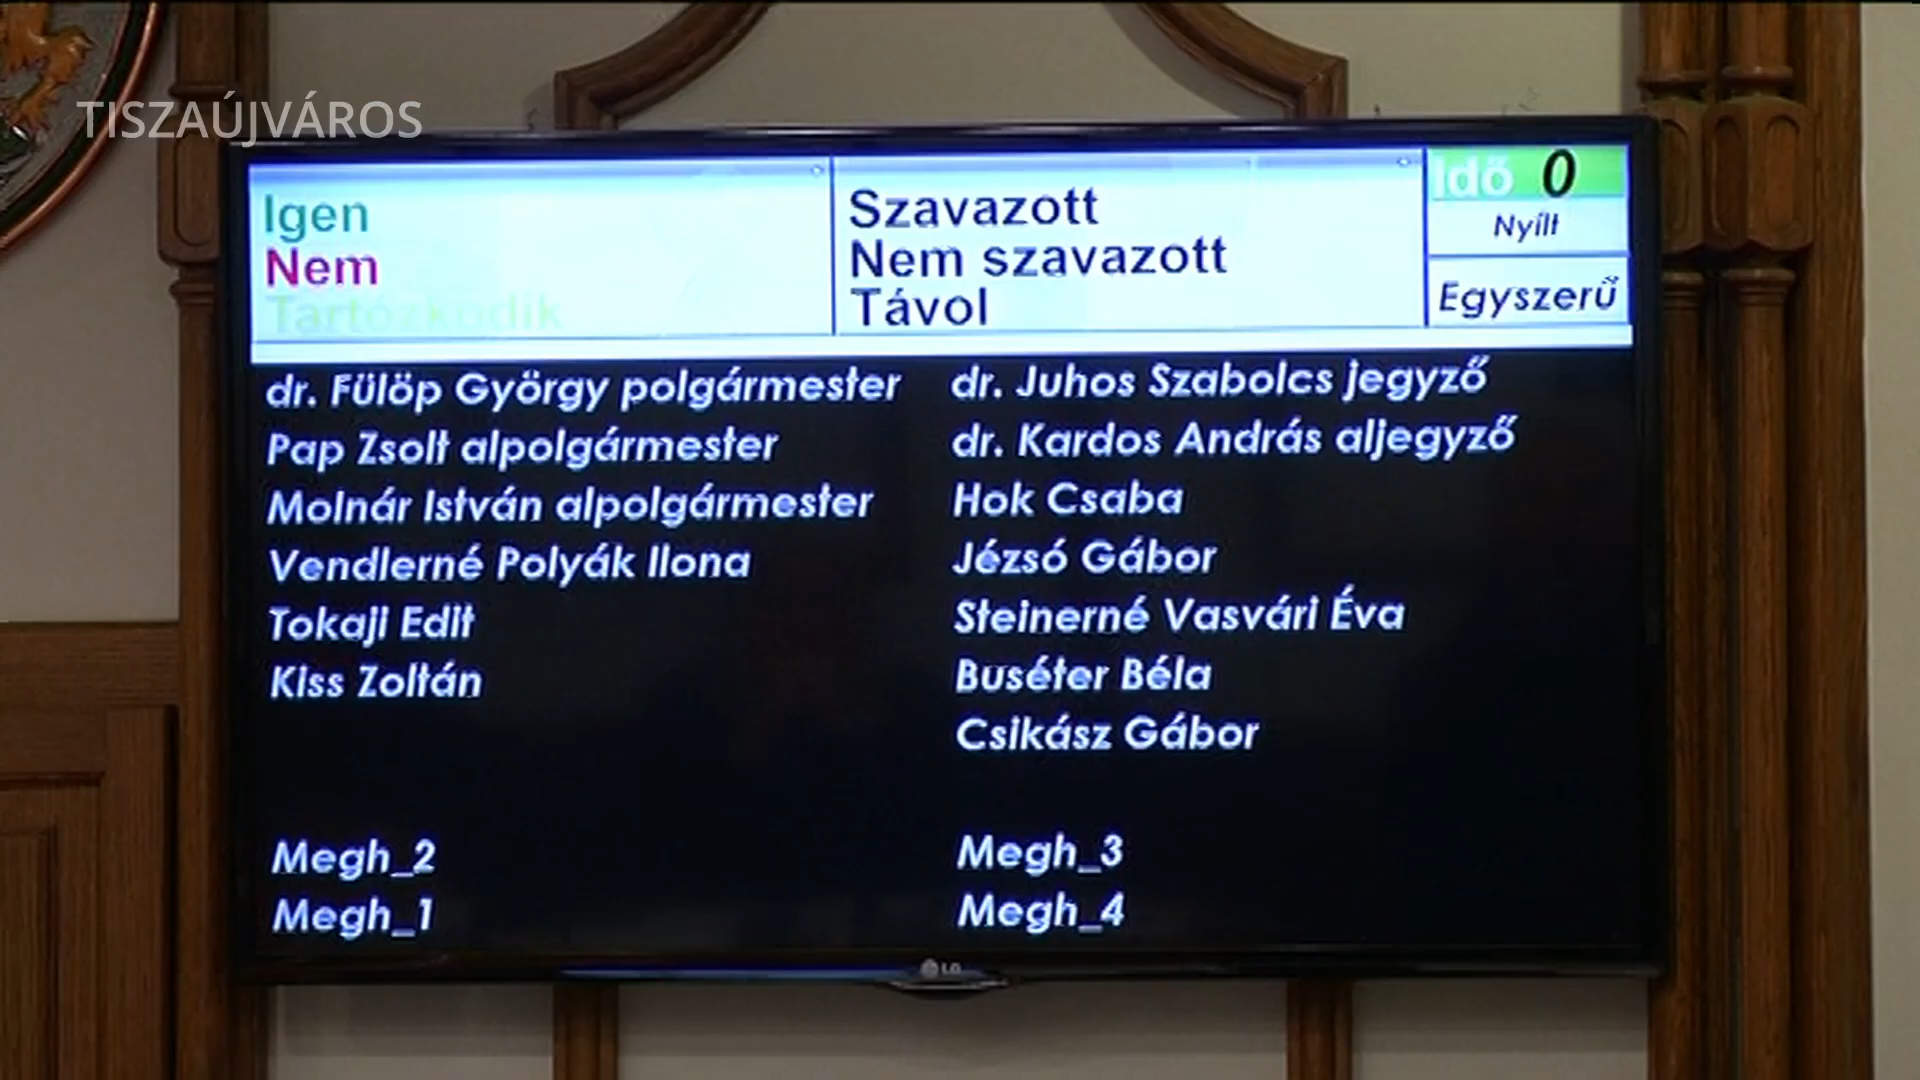 TISZAÚJVÁROS
Igen
Nem
Tartózkodik
Szavazott
Nem szavazott
Távol
Idő 0
Nyílt
Egyszerű
dr. Fülöp György polgármester
Pap Zsolt alpolgármester
Molnár István alpolgármester
Vendlerné Polyák Ilona
Tokaji Edit
Kiss Zoltán
Megh_2
Megh_1
dr. Juhos Szabolcs jegyző
dr. Kardos András aljegyző
Hok Csaba
Jézsó Gábor
Steinerné Vasvári Éva
Buséter Béla
Csikász Gábor
Megh_3
Megh_4
LG